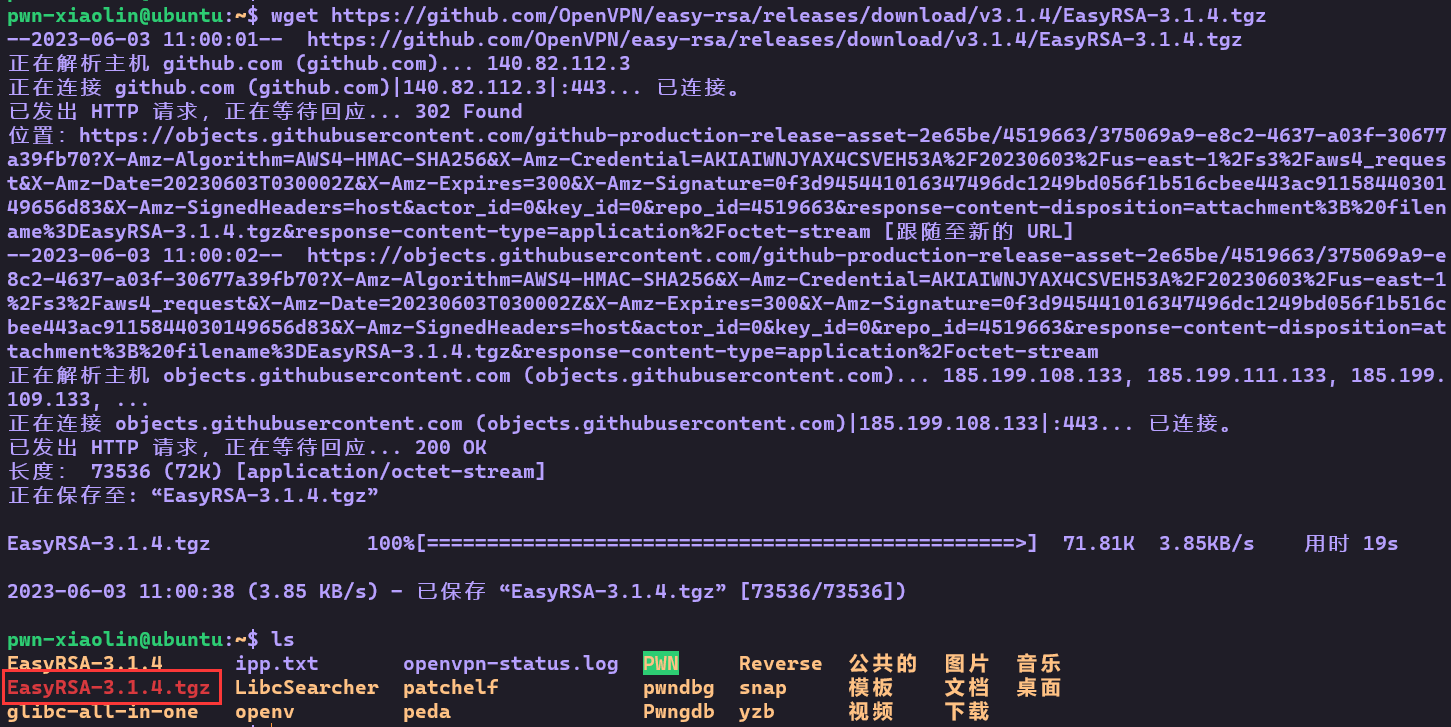 pwn-xiaolin@ubuntu:~$ wget https://github.com/OpenVPN/easy-rsa/releases/download/v3.1.4/EasyRSA-3.1.4.tgz
--2023-06-03 11:00:01--  https://github.com/OpenVPN/easy-rsa/releases/download/v3.1.4/EasyRSA-3.1.4.tgz
正在解析主机 github.com (github.com)... 140.82.112.3
正在连接 github.com (github.com)|140.82.112.3|:443... 已连接。
已发出 HTTP 请求，正在等待回应... 302 Found
位置：https://objects.githubusercontent.com/github-production-release-asset-2e65be/4519663/375069a9-e8c2-4637-a03f-30677
a39fb70?X-Amz-Algorithm=AWS4-HMAC-SHA256&X-Amz-Credential=AKIAIWNJYAX4CSVEH53A%2F20230603%2Fus-east-1%2Fs3%2Faws4_reques
t&X-Amz-Date=20230603T030002Z&X-Amz-Expires=300&X-Amz-Signature=0f3d945441016347496dc1249bd056f1b516cbee443ac91158440301
49656d83&X-Amz-SignedHeaders=host&actor_id=0&key_id=0&repo_id=4519663&response-content-disposition=attachment%3B%20filen
ame%3DEasyRSA-3.1.4.tgz&response-content-type=application%2Foctet-stream [跟随至新的 URL]
--2023-06-03 11:00:02--  https://objects.githubusercontent.com/github-production-release-asset-2e65be/4519663/375069a9-e
8c2-4637-a03f-30677a39fb70?X-Amz-Algorithm=AWS4-HMAC-SHA256&X-Amz-Credential=AKIAIWNJYAX4CSVEH53A%2F20230603%2Fus-east-1
%2Fs3%2Faws4_request&X-Amz-Date=20230603T030002Z&X-Amz-Expires=300&X-Amz-Signature=0f3d945441016347496dc1249bd056f1b516c
bee443ac9115844030149656d83&X-Amz-SignedHeaders=host&actor_id=0&key_id=0&repo_id=4519663&response-content-disposition=at
tachment%3B%20filename%3DEasyRSA-3.1.4.tgz&response-content-type=application%2Foctet-stream
正在解析主机 objects.githubusercontent.com (objects.githubusercontent.com)... 185.199.108.133, 185.199.111.133, 185.199.
109.133, ...
正在连接 objects.githubusercontent.com (objects.githubusercontent.com)|185.199.108.133|:443... 已连接。
已发出 HTTP 请求，正在等待回应... 200 OK
长度： 73536 (72K) [application/octet-stream]
正在保存至: “EasyRSA-3.1.4.tgz”
EasyRSA-3.1.4.tgz 100%[=================================================>] 71.81K 3.85KB/s 用时 19s
2023-06-03 11:00:38 (3.85 KB/s) - 已保存 “EasyRSA-3.1.4.tgz” [73536/73536])
pwn-xiaolin@ubuntu:~$ ls
EasyRSA-3.1.4 ipp.txt openvpn-status.log PWN Reverse 公共的 图片 音乐
EasyRSA-3.1.4.tgz LibcSearcher patchelf pwndbg snap 模板 文档 桌面
glibc-all-in-one openv peda Pwngdb yzb 视频 下载